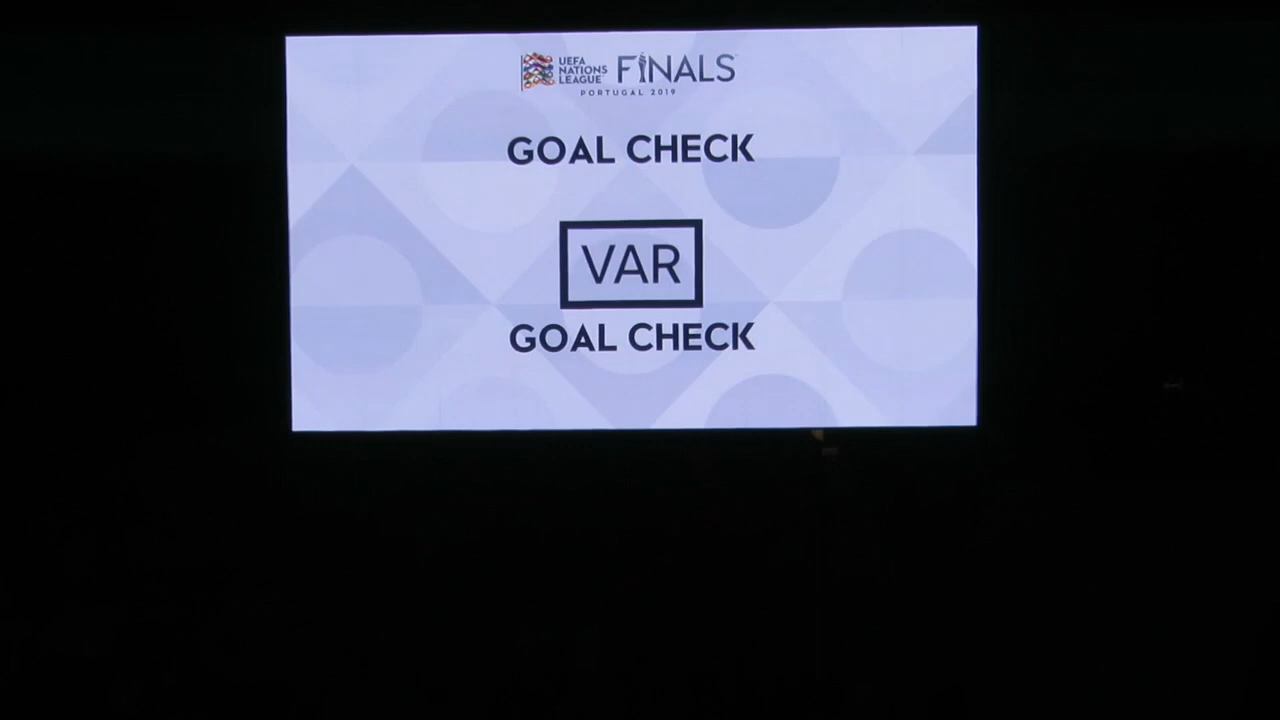 UEFA
NATIONS
LEAGUE
FINALS
PORTUGAL 2019
GOAL CHECK
VAR
GOAL CHECK